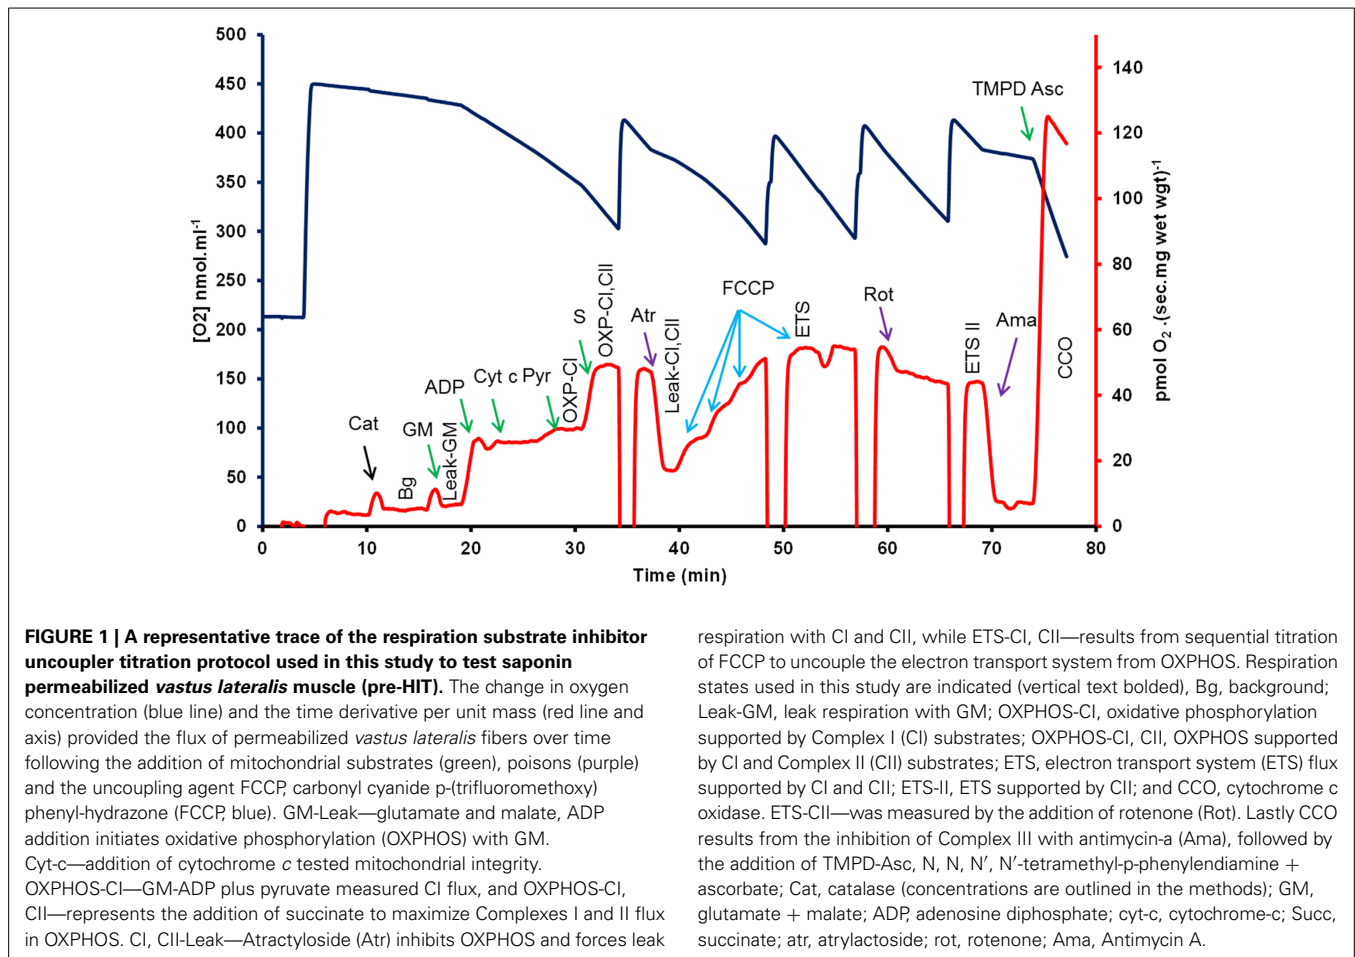 500
450
400
350
300
250
200
150
100
50
0
[O2] nmol.ml-1
140
120
100
80
60
40
20
0
pmol O2 .(sec.mg wet wgt)-1
0 10 20 30 40 50 60 70 80
Time (min)
Cat
Bg
GM
Leak-GM
ADP
Cyt c Pyr
OXP-CI
S
OXP-CI,CII
Atr
Leak-CI,CII
FCCP
ETS
Rot
ETS II
Ama
TMPD Asc
CCO
FIGURE 1 | A representative trace of the respiration substrate inhibitor
uncoupler titration protocol used in this study to test saponin
permeabilized vastus lateralis muscle (pre-HIT). The change in oxygen
concentration (blue line) and the time derivative per unit mass (red line and
axis) provided the flux of permeabilized vastus lateralis fibers over time
following the addition of mitochondrial substrates (green), poisons (purple)
and the uncoupling agent FCCP, carbonyl cyanide p-(trifluoromethoxy)
phenyl-hydrazone (FCCP, blue). GM-Leak—glutamate and malate, ADP
addition initiates oxidative phosphorylation (OXPHOS) with GM.
Cyt-c—addition of cytochrome c tested mitochondrial integrity.
OXPHOS-CI—GM-ADP plus pyruvate measured CI flux, and OXPHOS-CI,
CII—represents the addition of succinate to maximize Complexes I and II flux
in OXPHOS. CI, CII-Leak—Atractyloside (Atr) inhibits OXPHOS and forces leak
respiration with CI and CII, while ETS-CI, CII—results from sequential titration
of FCCP to uncouple the electron transport system from OXPHOS. Respiration
states used in this study are indicated (vertical text bolded), Bg, background;
Leak-GM, leak respiration with GM; OXPHOS-CI, oxidative phosphorylation
supported by Complex I (CI) substrates; OXPHOS-CI, CII, OXPHOS supported
by CI and Complex II (CII) substrates; ETS, electron transport system (ETS) flux
supported by CI and CII; ETS-II, ETS supported by CII; and CCO, cytochrome c
oxidase. ETS-CII—was measured by the addition of rotenone (Rot). Lastly CCO
results from the inhibition of Complex III with antimycin-a (Ama), followed by
the addition of TMPD-Asc, N, N, N′, N′-tetramethyl-p-phenylendiamine +
ascorbate; Cat, catalase (concentrations are outlined in the methods); GM,
glutamate + malate; ADP, adenosine diphosphate; cyt-c, cytochrome-c; Succ,
succinate; atr, atrylactoside; rot, rotenone; Ama, Antimycin A.